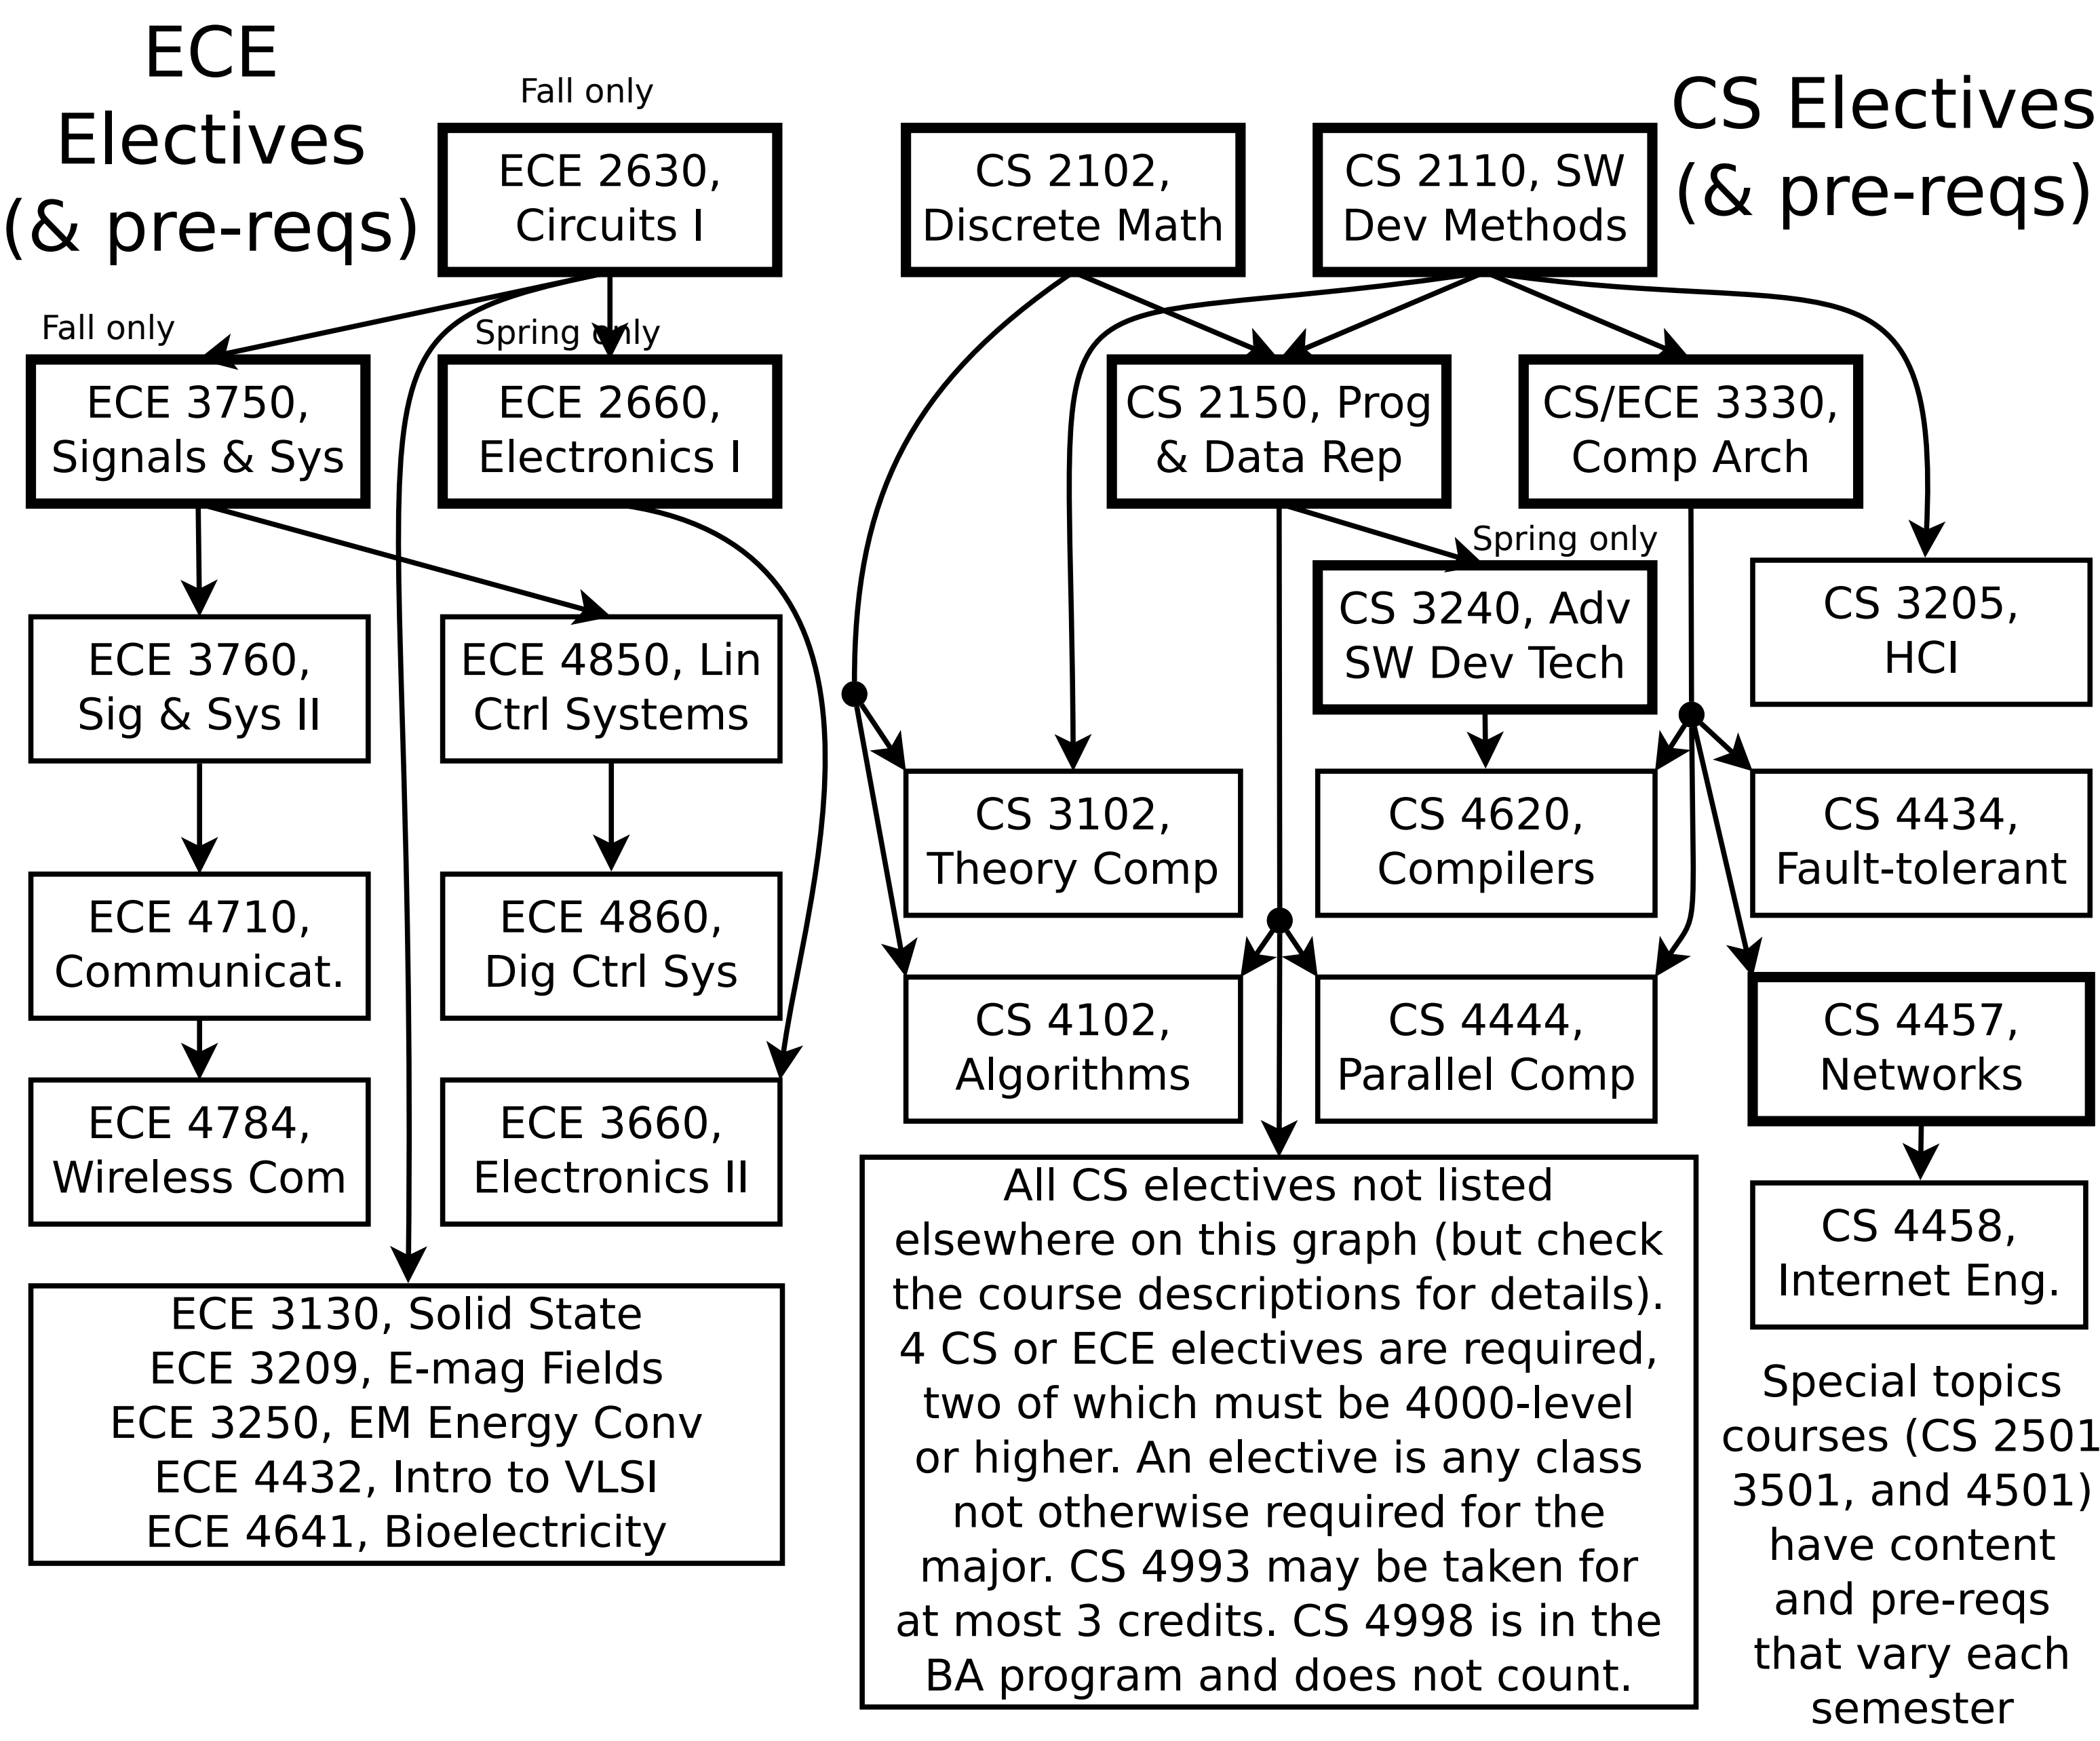 ECE
Electives
(& pre-reqs)
Fall only
ECE 2630,
Circuits I
CS 2102,
Discrete Math
CS 2110, SW
Dev Methods
CS Electives
(& pre-reqs)
Fall only
ECE 3750,
Signals & Sys
Spring only
ECE 2660,
Electronics I
CS 2150, Prog
& Data Rep
CS/ECE 3330,
Comp Arch
Spring only
CS 3240, Adv
SW Dev Tech
CS 3205,
HCI
ECE 3760,
Sig & Sys II
ECE 4850, Lin
Ctrl Systems
CS 3102,
Theory Comp
CS 4620,
Compilers
CS 4434,
Fault-tolerant
ECE 4710,
Communicat.
ECE 4860,
Dig Ctrl Sys
CS 4102,
Algorithms
CS 4444,
Parallel Comp
CS 4457,
Networks
ECE 4784,
Wireless Com
ECE 3660,
Electronics II
CS 4458,
Internet Eng.
ECE 3130, Solid State
ECE 3209, E-mag Fields
ECE 3250, EM Energy Conv
ECE 4432, Intro to VLSI
ECE 4641, Bioelectricity
All CS electives not listed
elsewhere on this graph (but check
the course descriptions for details).
4 CS or ECE electives are required,
two of which must be 4000-level
or higher. An elective is any class
not otherwise required for the
major. CS 4993 may be taken for
at most 3 credits. CS 4998 is in the
BA program and does not count.
Special topics
courses (CS 2501
3501, and 4501)
have content
and pre-reqs
that vary each
semester